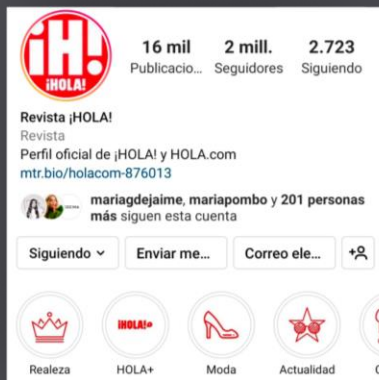 ¡H!
¡HOLA!
16 mil 2 mill. 2.723
Publicacio... Seguidores Siguiendo
Revista ¡HOLA!
Revista
Perfil oficial de ¡HOLA! y HOLA.com
mtr.bio/holacom-876013
mariagdejaime, mariapombo y 201 personas
más siguen esta cuenta
Siguiendo Enviar me... Correo ele...
¡HOLA!+
Realeza HOLA+ Moda Actualidad